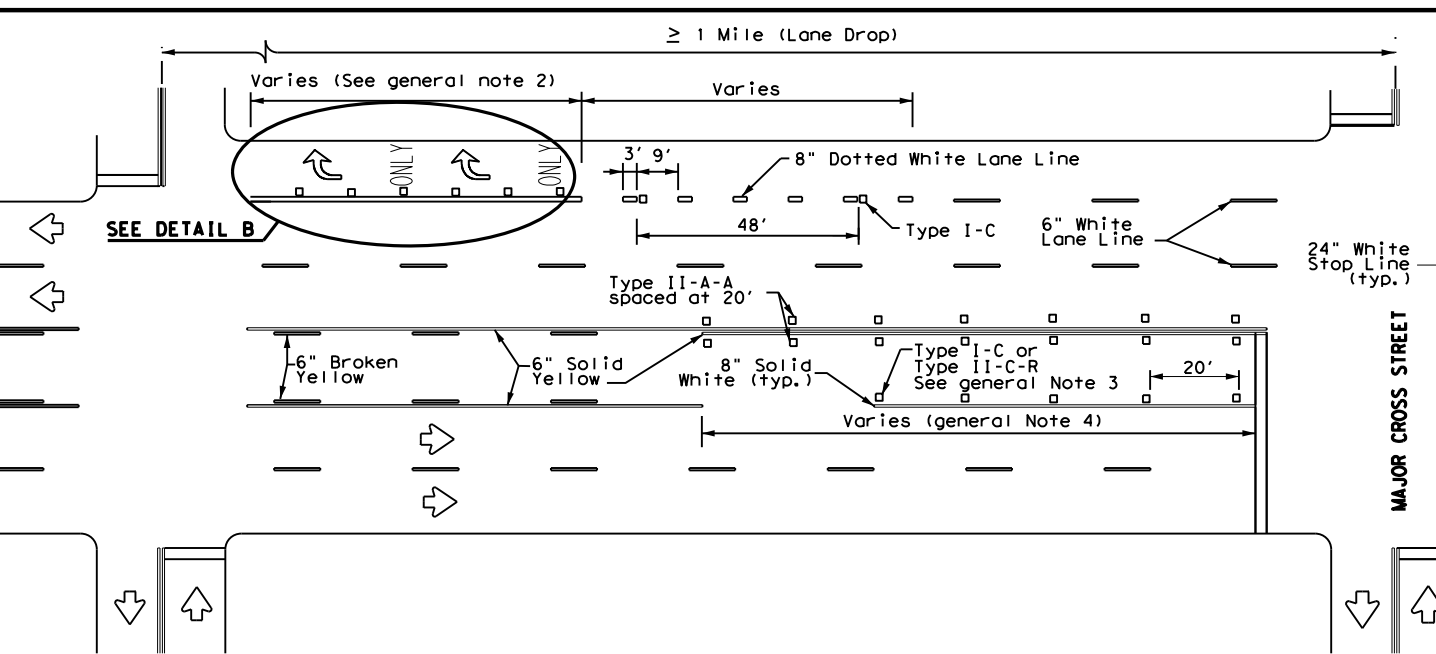 ≥ 1 Mile (Lane Drop)
Varies (See general note 2)
Varies
ONLY
ONLY
3' 9'
8" Dotted White Lane Line
SEE DETAIL B
48'
Type I-C
6" White
Lane Line
24" White
Stop Line
(typ.)
Type II-A-A
spaced at 20'
6" Broken
Yellow
6" Solid
Yellow
8" Solid
White (typ.)
Type I-C or
Type II-C-R
See general Note 3
20'
Varies (general Note 4)
MAJOR CROSS STREET